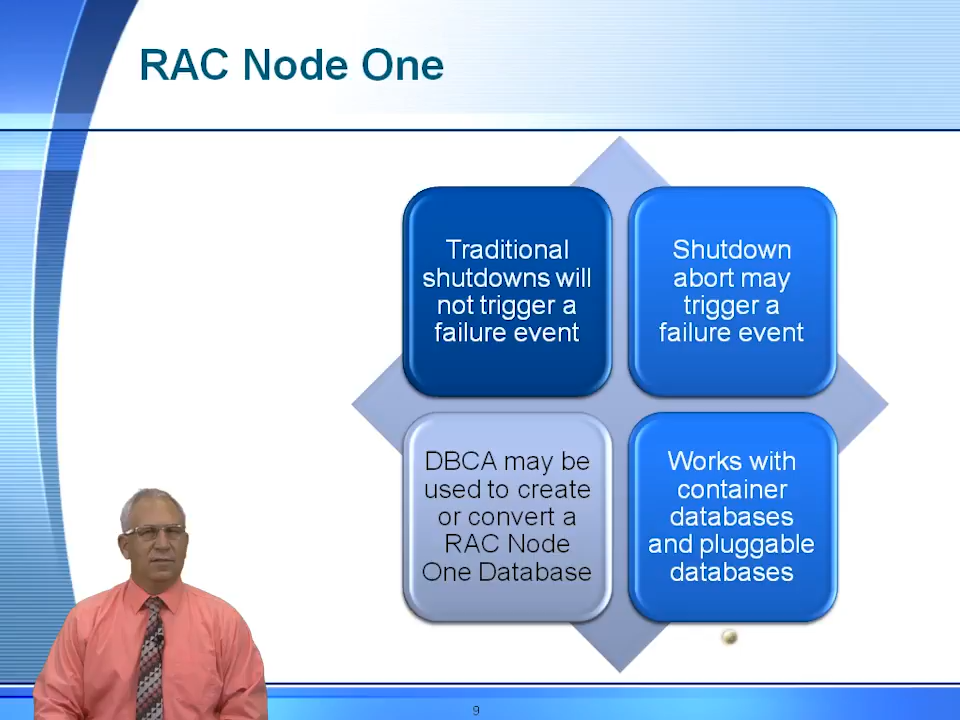 RAC Node One
Traditional
shutdowns will
not trigger a
failure event
Shutdown
abort may
trigger a
failure event
DBCA may be
used to create
or convert a
RAC Node
One Database
Works with
container
databases
and pluggable
databases
9